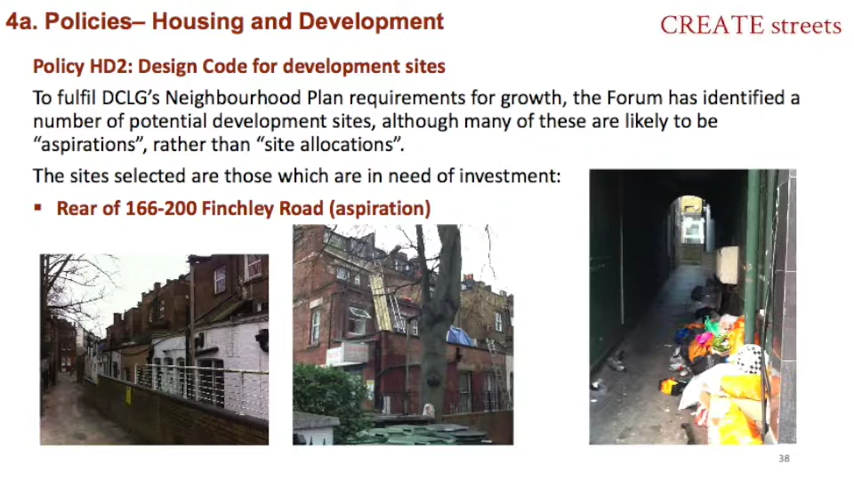 4a. Policies– Housing and Development
CREATE streets
Policy HD2: Design Code for development sites
To fulfil DCLG's Neighbourhood Plan requirements for growth, the Forum has identified a
number of potential development sites, although many of these are likely to be
“aspirations”, rather than “site allocations”.
The sites selected are those which are in need of investment:
▪ Rear of 166-200 Finchley Road (aspiration)
38